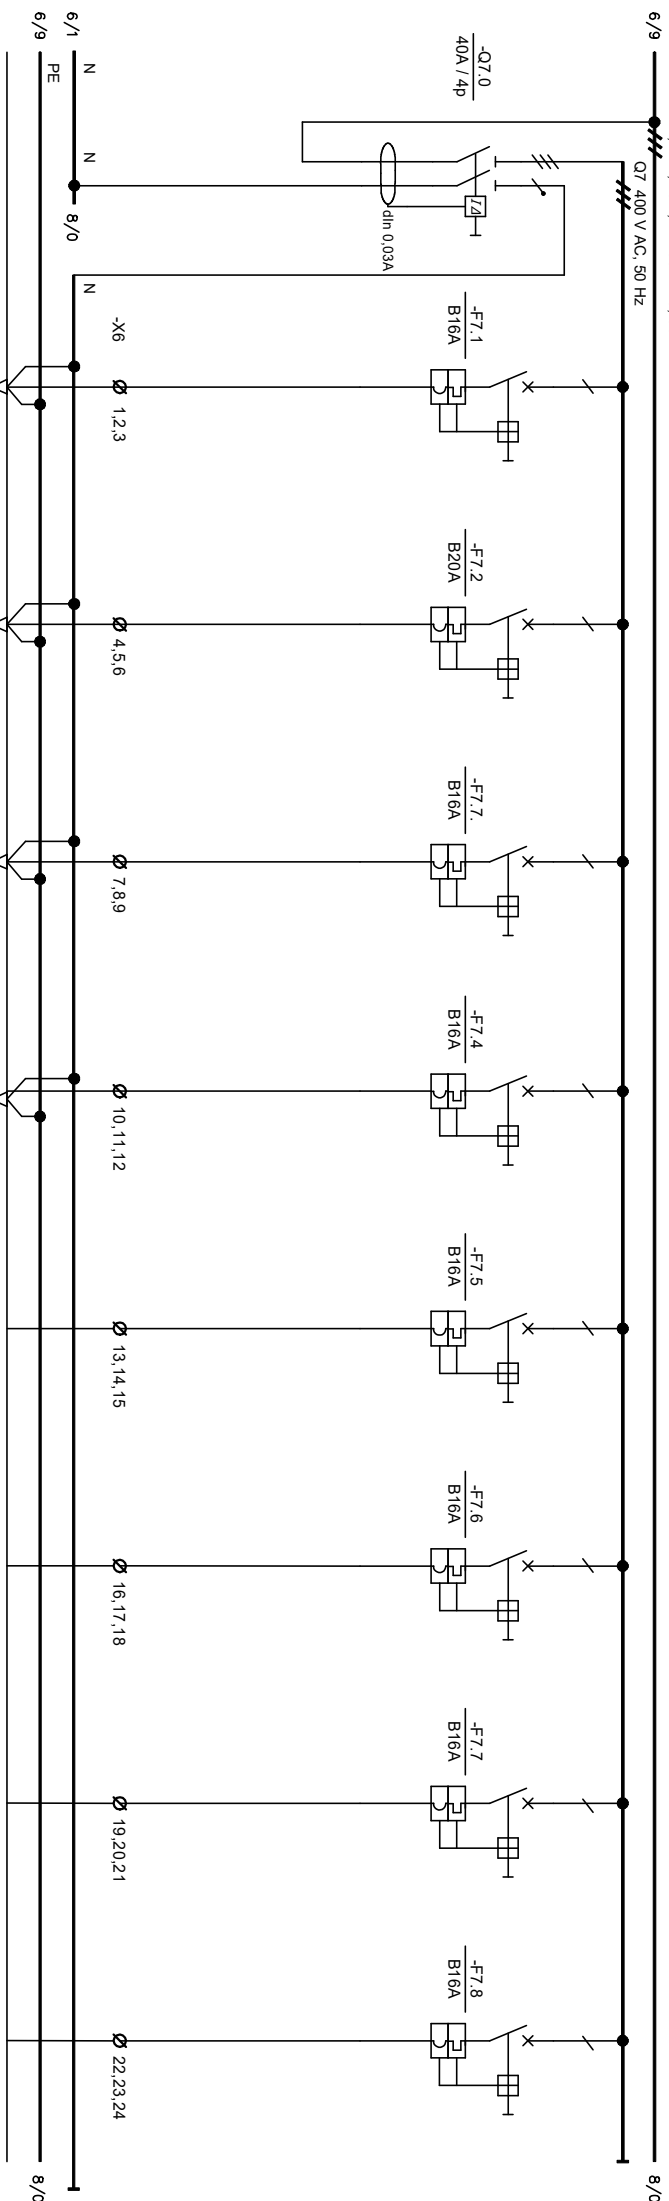 6/9
8/0
Q7 400 V AC, 50 Hz
-Q7.0
40A / 4p
-F7.1
B16A
-F7.2
B20A
-F7.7.
B16A
-F7.4
B16A
-F7.5
B16A
-F7.6
B16A
-F7.7
B16A
-F7.8
B16A
dIn 0,03A
-X6
1,2,3
4,5,6
7,8,9
10,11,12
13,14,15
16,17,18
19,20,21
22,23,24
N
N
N
6/1
8/0
PE
6/9
8/0